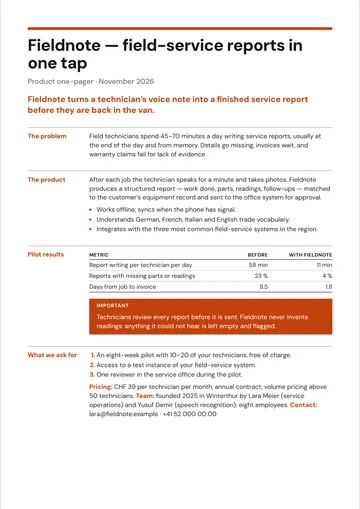 Fieldnote — field-service reports in
one tap
Product one-pager · November 2026
Fieldnote turns a technician's voice note into a finished service report
before they are back in the van.
The problem
Field technicians spend 45–70 minutes a day writing service reports, usually at
the end of the day and from memory. Details go missing, invoices wait, and
warranty claims fail for lack of evidence.
The product
After each job the technician speaks for a minute and takes photos. Fieldnote
produces a structured report — work done, parts, readings, follow-ups — matched
to the customer's equipment record and sent to the office system for approval.
• Works offline; syncs when the phone has signal.
• Understands German, French, Italian and English trade vocabulary.
• Integrates with the three most common field-service systems in the region.
Pilot results
METRIC BEFORE WITH FIELDNOTE
Report writing per technician per day 58 min 11 min
Reports with missing parts or readings 23 % 4 %
Days from job to invoice 9.5 1.8
IMPORTANT
Technicians review every report before it is sent. Fieldnote never invents
readings: anything it could not hear is left empty and flagged.
What we ask for
1. An eight-week pilot with 10–20 of your technicians, free of charge.
2. Access to a test instance of your field-service system.
3. One reviewer in the service office during the pilot.
Pricing: CHF 39 per technician per month, annual contract; volume pricing above
50 technicians. Team: founded 2025 in Winterthur by Lara Meier (service
operations) and Yusuf Demir (speech recognition); eight employees. Contact:
lara@fieldnote.example · +41 52 000 00 00